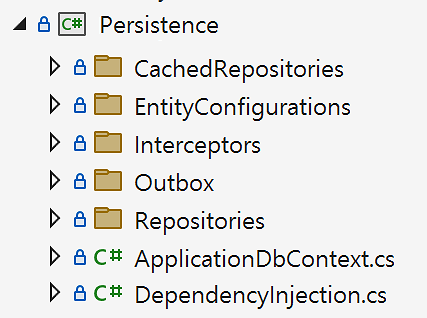 C# Persistence
CachedRepositories
EntityConfigurations
Interceptors
Outbox
Repositories
C# ApplicationDbContext.cs
C# DependencyInjection.cs